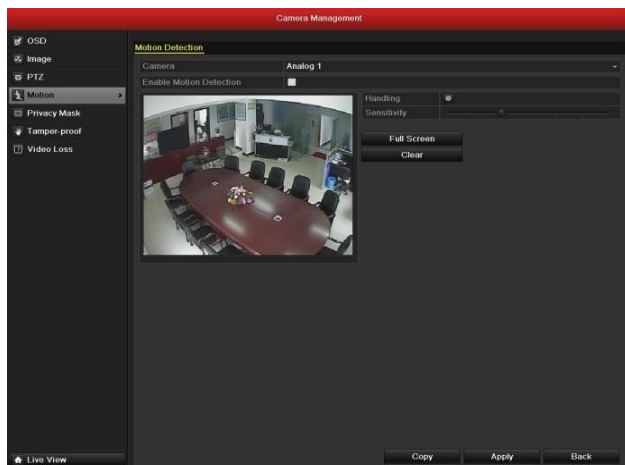 Camera Management
OSD
Image
PTZ
Motion
Privacy Mask
Tamper-proof
Video Loss
Live View
Motion Detection
Camera Analog 1
Enable Motion Detection
Handling
Sensitivity
Full Screen
Clear
Copy Apply Back